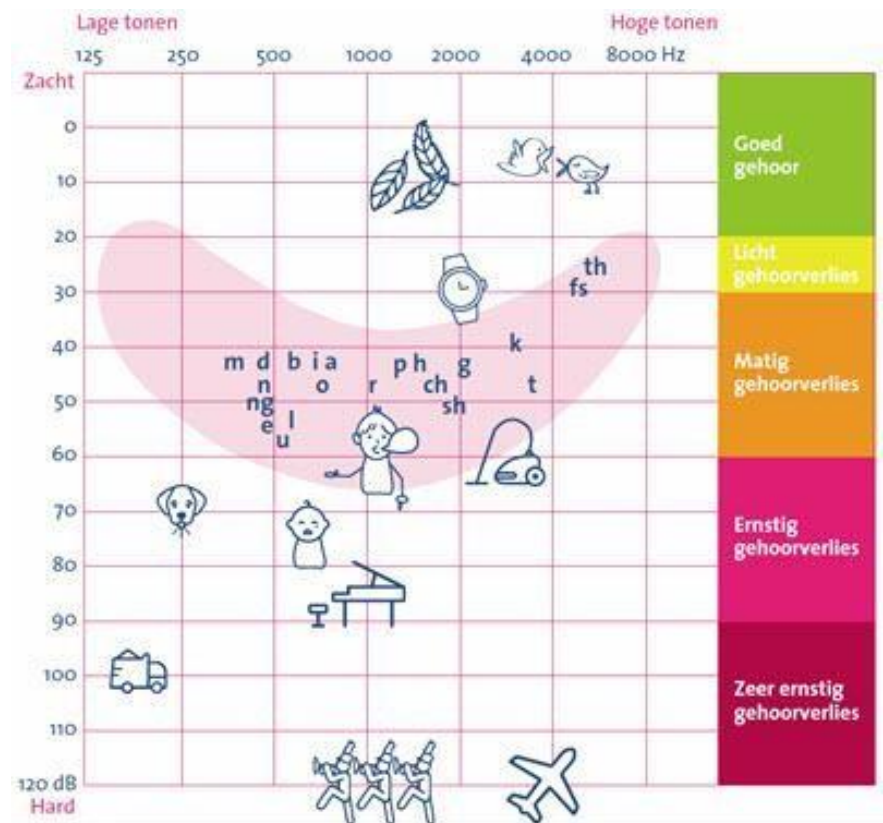 Lage tonen Hoge tonen
125 250 500 1000 2000 4000 8000 Hz
Zacht
0
Goed
gehoor
10
20
Licht
gehoorverlies
th
fs
30
k
40
m d b i a p h g
Matig
gehoorverlies
n o r ch t
50
ng sh
e l
u
60
70
Ernstig
gehoorverlies
80
90
Zeer ernstig
gehoorverlies
100
110
120 dB
Hard